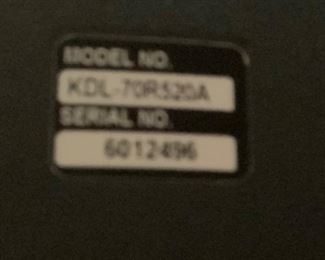 MODEL NO.
KDL-70R520A
SERIAL NO.
6012496